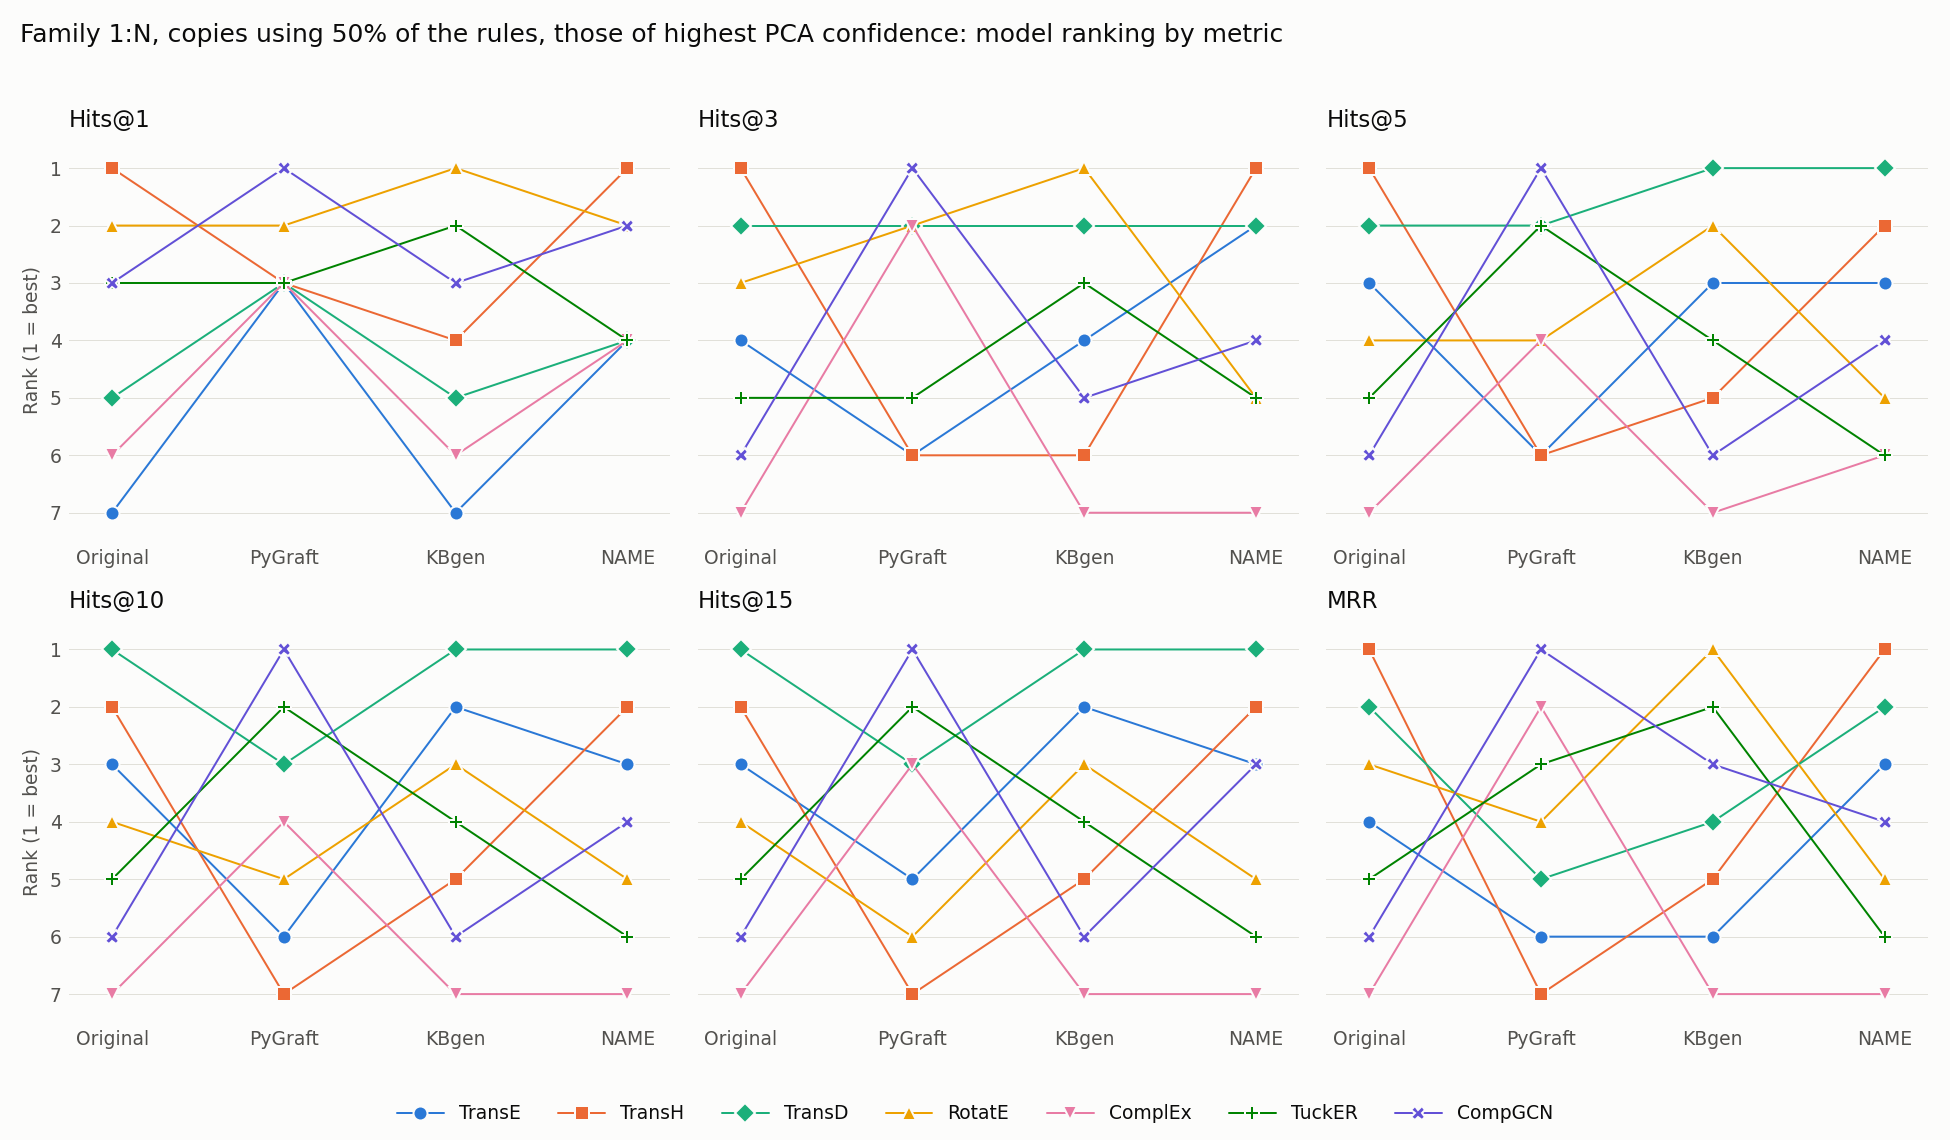 Family 1:N, copies using 50% of the rules, those of highest PCA confidence: model ranking by metric
Hits@1
Hits@3
Hits@5
Rank (1 = best)
1
2
3
4
5
6
7
Original PyGraft KBgen NAME
Original PyGraft KBgen NAME
Original PyGraft KBgen NAME
Hits@10
Hits@15
MRR
Rank (1 = best)
1
2
3
4
5
6
7
Original PyGraft KBgen NAME
Original PyGraft KBgen NAME
Original PyGraft KBgen NAME
TransE TransH TransD RotatE ComplEx TuckER CompGCN